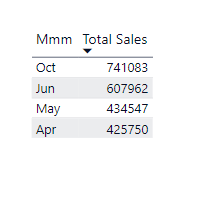 Mmm Total Sales
Oct 741083
Jun 607962
May 434547
Apr 425750